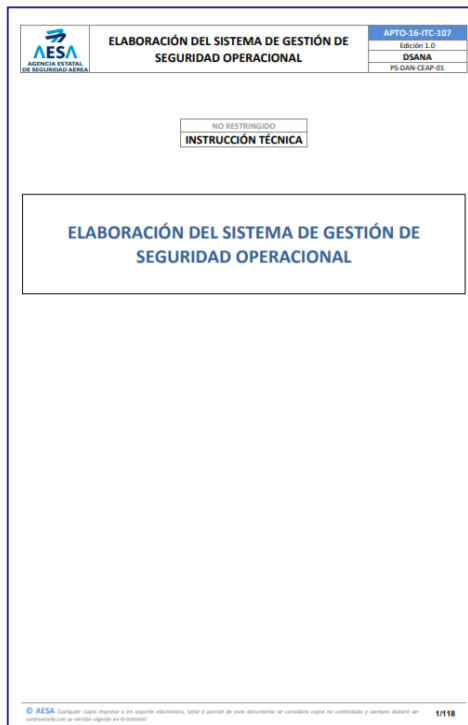 AESA
AGENCIA ESTATAL
DE SEGURIDAD AÉREA
ELABORACIÓN DEL SISTEMA DE GESTIÓN DE
SEGURIDAD OPERACIONAL
APTO-16-ITC-107
Edición 1.0
DSANA
PS-DAN-CEAP-01
NO RESTRINGIDO
INSTRUCCIÓN TÉCNICA
ELABORACIÓN DEL SISTEMA DE GESTIÓN DE
SEGURIDAD OPERACIONAL
© AESA Cualquier copia impresa o en soporte electrónico, total o parcial de este documento se considera copia no controlada y siempre deberá ser
contrastada con su versión vigente en la Intranet
1/118